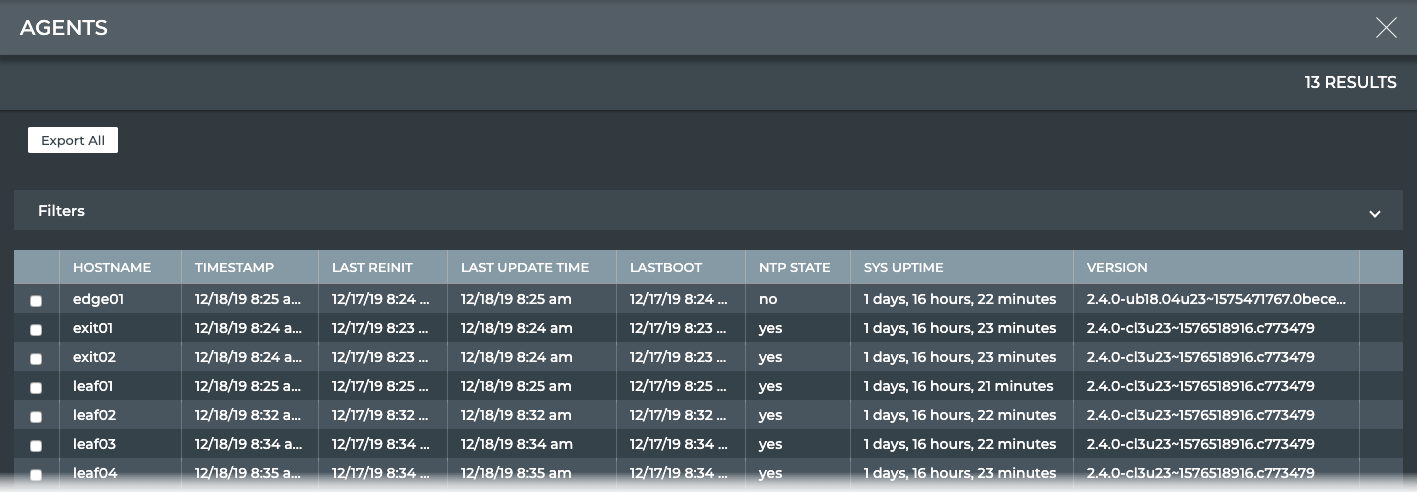 AGENTS
13 RESULTS
Export All
Filters
HOSTNAME TIMESTAMP LAST REINIT LAST UPDATE TIME LASTBOOT NTP STATE SYS UPTIME VERSION
edge01 12/18/19 8:25 a... 12/17/19 8:24 ... 12/18/19 8:25 am 12/17/19 8:24 ... no 1 days, 16 hours, 22 minutes 2.4.0-ub18.04u23~1575471767.0bece...
exit01 12/18/19 8:24 a... 12/17/19 8:23 ... 12/18/19 8:24 am 12/17/19 8:23 ... yes 1 days, 16 hours, 23 minutes 2.4.0-cl3u23~1576518916.c773479
exit02 12/18/19 8:24 a... 12/17/19 8:23 ... 12/18/19 8:24 am 12/17/19 8:23 ... yes 1 days, 16 hours, 23 minutes 2.4.0-cl3u23~1576518916.c773479
leaf01 12/18/19 8:25 a... 12/17/19 8:25 ... 12/18/19 8:25 am 12/17/19 8:25 ... yes 1 days, 16 hours, 21 minutes 2.4.0-cl3u23~1576518916.c773479
leaf02 12/18/19 8:32 a... 12/17/19 8:32 ... 12/18/19 8:32 am 12/17/19 8:32 ... yes 1 days, 16 hours, 22 minutes 2.4.0-cl3u23~1576518916.c773479
leaf03 12/18/19 8:34 a... 12/17/19 8:34 ... 12/18/19 8:34 am 12/17/19 8:34 ... yes 1 days, 16 hours, 22 minutes 2.4.0-cl3u23~1576518916.c773479
leaf04 12/18/19 8:35 a... 12/17/19 8:34 ... 12/18/19 8:35 am 12/17/19 8:34 ... yes 1 days, 16 hours, 23 minutes 2.4.0-cl3u23~1576518916.c773479